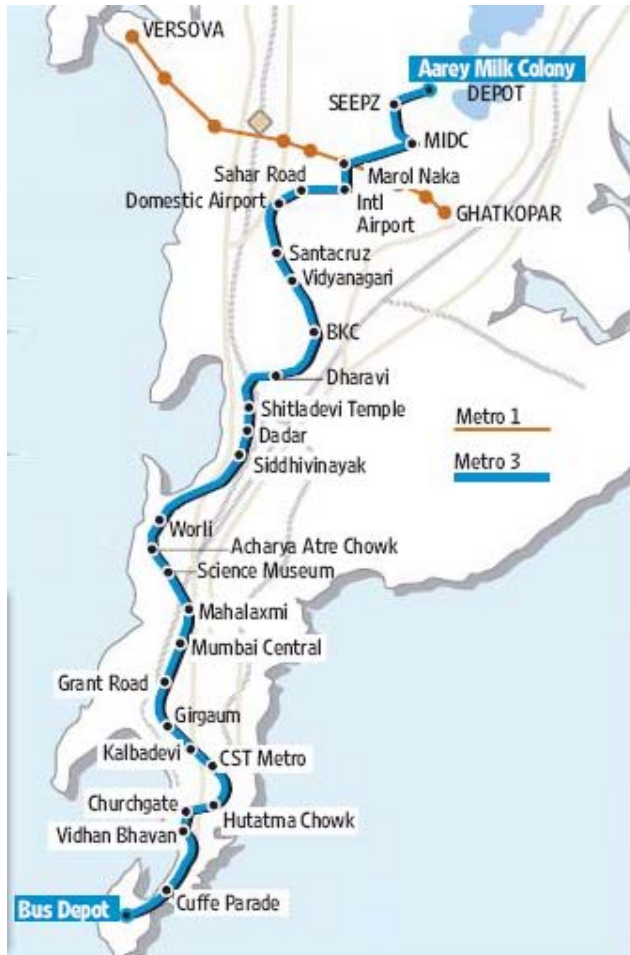 VERSOVA
Aarey Milk Colony
DEPOT
SEEPZ
MIDC
Sahar Road
Marol Naka
Domestic Airport
Intl
Airport
GHATKOPAR
Santacruz
Vidyanagari
BKC
Dharavi
Shitladevi Temple
Metro 1
Dadar
Siddhivinayak
Metro 3
Worli
Acharya Atre Chowk
Science Museum
Mahalaxmi
Mumbai Central
Grant Road
Girgaum
Kalbadevi
CST Metro
Churchgate
Hutatma Chowk
Vidhan Bhavan
Cuffe Parade
Bus Depot